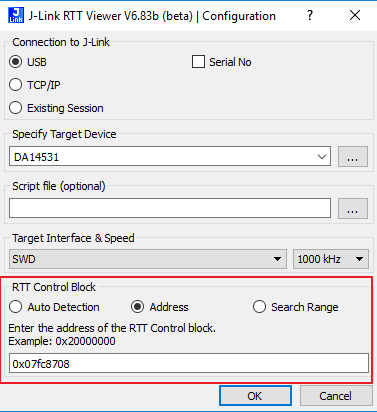 J-Link RTT Viewer V6.83b (beta) | Configuration
Connection to J-Link
USB
Serial No
TCP/IP
Existing Session
Specify Target Device
DA14531
...
Script file (optional)
...
Target Interface & Speed
SWD
1000 kHz
RTT Control Block
Auto Detection
Address
Search Range
Enter the address of the RTT Control block.
Example: 0x20000000
0x07fc8708
OK
Cancel